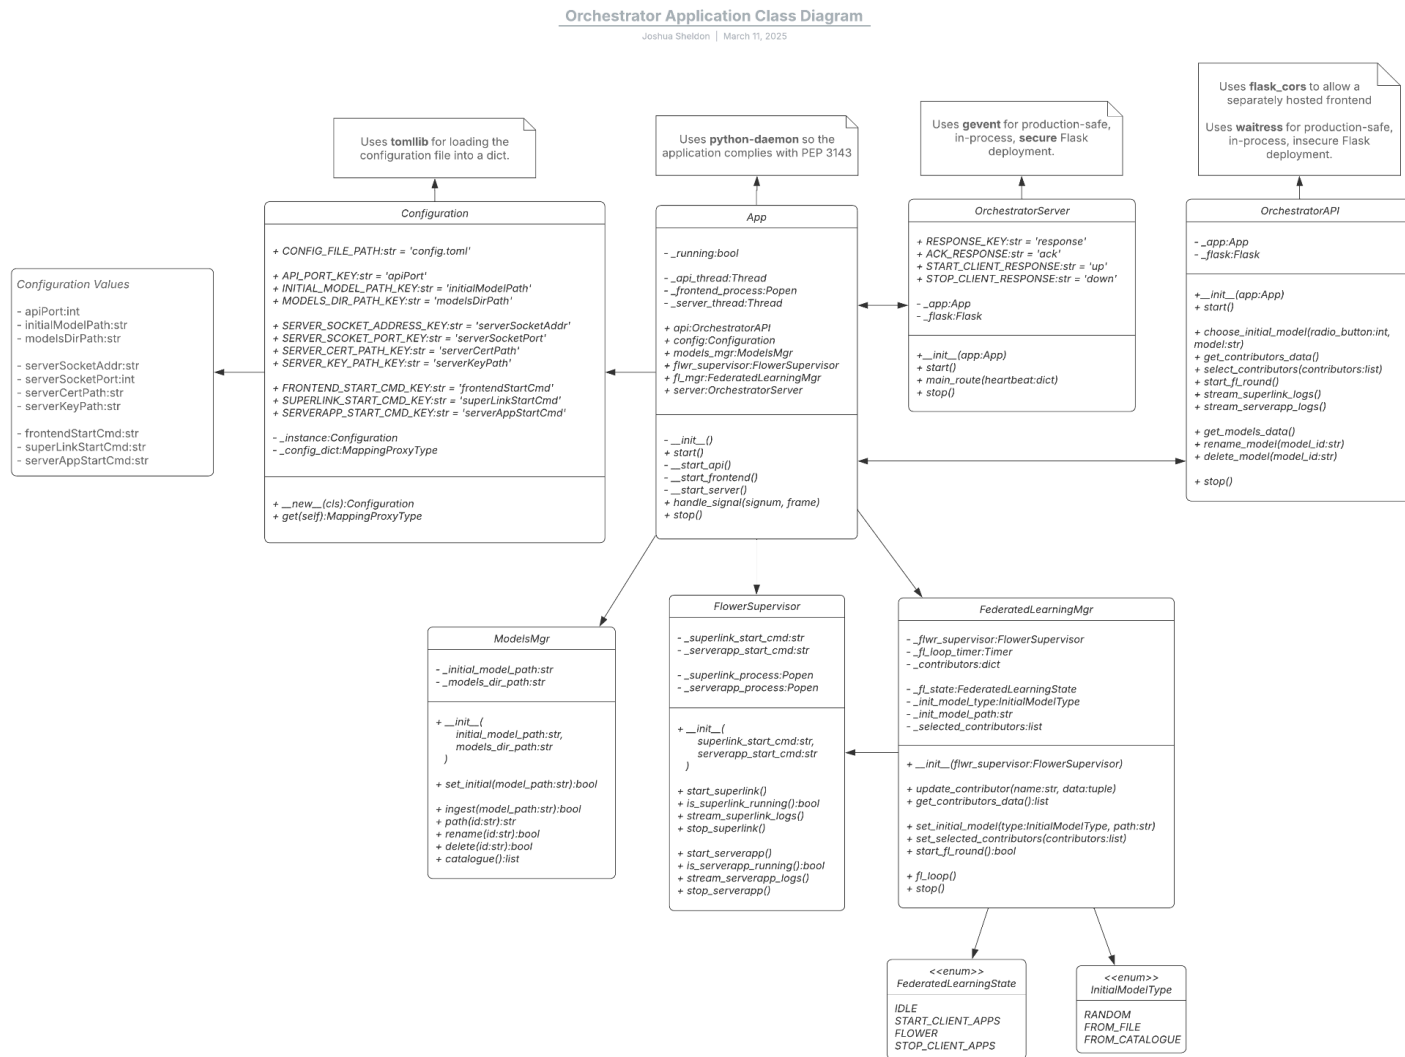 Orchestrator Application Class Diagram
Joshua Sheldon | March 11, 2025
Uses tomllib for loading the
configuration file into a dict.
Uses python-daemon so the
application complies with PEP 3143
Uses gevent for production-safe,
in-process, secure Flask
deployment.
Uses flask_cors to allow a
separately hosted frontend
Uses waitress for production-safe,
in-process, insecure Flask
deployment.
Configuration Values
- apiPort:int
- initialModelPath:str
- modelsDirPath:str
- serverSocketAddr:str
- serverSocketPort:int
- serverCertPath:str
- serverKeyPath:str
- frontendStartCmd:str
- superLinkStartCmd:str
- serverAppStartCmd:str
Configuration
+ CONFIG_FILE_PATH:str = 'config.toml'
+ API_PORT_KEY:str = 'apiPort'
+ INITIAL_MODEL_PATH_KEY:str = 'initialModelPath'
+ MODELS_DIR_PATH_KEY:str = 'modelsDirPath'
+ SERVER_SOCKET_ADDRESS_KEY:str = 'serverSocketAddr'
+ SERVER_SCOKET_PORT_KEY:str = 'serverSocketPort'
+ SERVER_CERT_PATH_KEY:str = 'serverCertPath'
+ SERVER_KEY_PATH_KEY:str = 'serverKeyPath'
+ FRONTEND_START_CMD_KEY:str = 'frontendStartCmd'
+ SUPERLINK_START_CMD_KEY:str = 'superLinkStartCmd'
+ SERVERAPP_START_CMD_KEY:str = 'serverAppStartCmd'
- _instance:Configuration
- _config_dict:MappingProxyType
+ __new__(cls):Configuration
+ get(self):MappingProxyType
App
- _running:bool
- _api_thread:Thread
- _frontend_process:Popen
- _server_thread:Thread
+ api:OrchestratorAPI
+ config:Configuration
+ models_mgr:ModelsMgr
+ flwr_supervisor:FlowerSupervisor
+ fl_mgr:FederatedLearningMgr
+ server:OrchestratorServer
- __init__()
+ start()
- __start_api()
- __start_frontend()
- __start_server()
+ handle_signal(signum, frame)
+ stop()
OrchestratorServer
+ RESPONSE_KEY:str = 'response'
+ ACK_RESPONSE:str = 'ack'
+ START_CLIENT_RESPONSE:str = 'up'
+ STOP_CLIENT_RESPONSE:str = 'down'
- _app:App
- _flask:Flask
+__init__(app:App)
+ start()
+ main_route(heartbeat:dict)
+ stop()
OrchestratorAPI
- _app:App
- _flask:Flask
+__init__(app:App)
+ start()
+ choose_initial_model(radio_button:int,
model:str)
+ get_contributors_data()
+ select_contributors(contributors:list)
+ start_fl_round()
+ stream_superlink_logs()
+ stream_serverapp_logs()
+ get_models_data()
+ rename_model(model_id:str)
+ delete_model(model_id:str)
+ stop()
ModelsMgr
- _initial_model_path:str
- _models_dir_path:str
+ __init__(
initial_model_path:str,
models_dir_path:str
)
+ set_initial(model_path:str):bool
+ ingest(model_path:str):bool
+ path(id:str):str
+ rename(id:str):bool
+ delete(id:str):bool
+ catalogue():list
FlowerSupervisor
- _superlink_start_cmd:str
- _serverapp_start_cmd:str
- _superlink_process:Popen
- _serverapp_process:Popen
+ __init__(
superlink_start_cmd:str,
serverapp_start_cmd:str
)
+ start_superlink()
+ is_superlink_running():bool
+ stream_superlink_logs()
+ stop_superlink()
+ start_serverapp()
+ is_serverapp_running():bool
+ stream_serverapp_logs()
+ stop_serverapp()
FederatedLearningMgr
- _flwr_supervisor:FlowerSupervisor
- _fl_loop_timer:Timer
- _contributors:dict
- _fl_state:FederatedLearningState
- _init_model_type:InitialModelType
- _init_model_path:str
- _selected_contributors:list
+ __init__(flwr_supervisor:FlowerSupervisor)
+ update_contributor(name:str, data:tuple)
+ get_contributors_data():list
+ set_initial_model(type:InitialModelType, path:str)
+ set_selected_contributors(contributors:list)
+ start_fl_round():bool
+ fl_loop()
+ stop()
<<enum>>
FederatedLearningState
IDLE
START_CLIENT_APPS
FLOWER
STOP_CLIENT_APPS
<<enum>>
InitialModelType
RANDOM
FROM_FILE
FROM_CATALOGUE